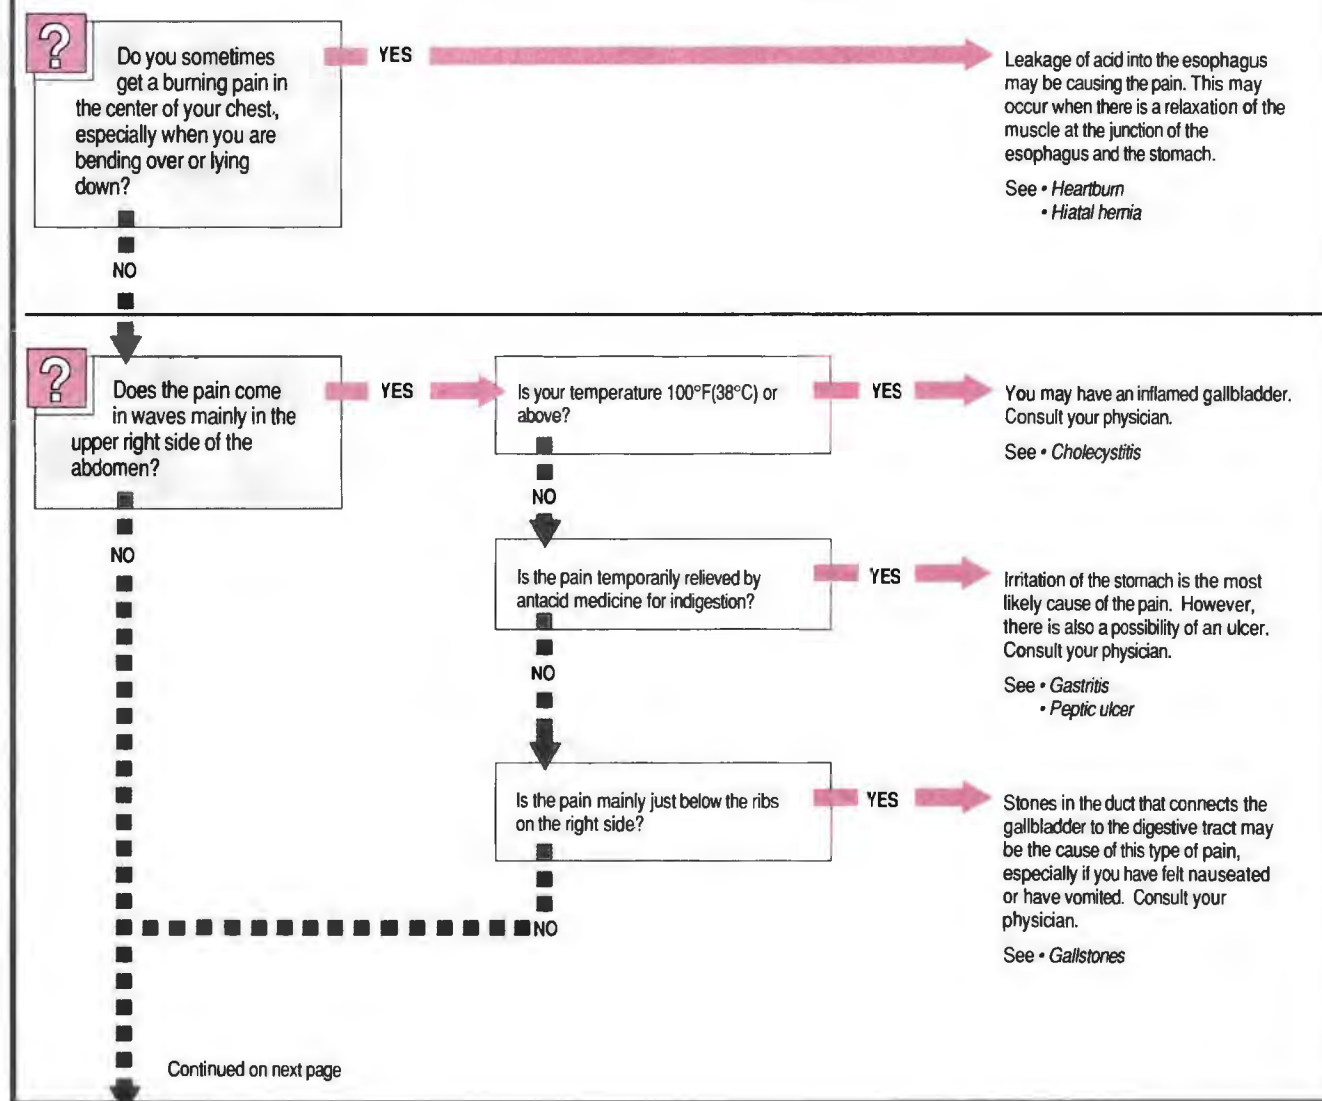 ?
Do you sometimes
get a burning pain in
the center of your chest,
especially when you are
bending over or lying
down?
YES
Leakage of acid into the esophagus
may be causing the pain. This may
occur when there is a relaxation of the
muscle at the junction of the
esophagus and the stomach.
See • Heartburn
• Hiatal hernia
NO
?
Does the pain come
in waves mainly in the
upper right side of the
abdomen?
YES
Is your temperature 100°F(38°C) or
above?
YES
You may have an inflamed gallbladder.
Consult your physician.
See • Cholecystitis
NO
NO
Is the pain temporarily relieved by
antacid medicine for indigestion?
YES
Irritation of the stomach is the most
likely cause of the pain. However,
there is also a possibility of an ulcer.
Consult your physician.
See • Gastritis
• Peptic ulcer
NO
Is the pain mainly just below the ribs
on the right side?
YES
Stones in the duct that connects the
gallbladder to the digestive tract may
be the cause of this type of pain,
especially if you have felt nauseated
or have vomited. Consult your
physician.
See • Gallstones
NO
Continued on next page